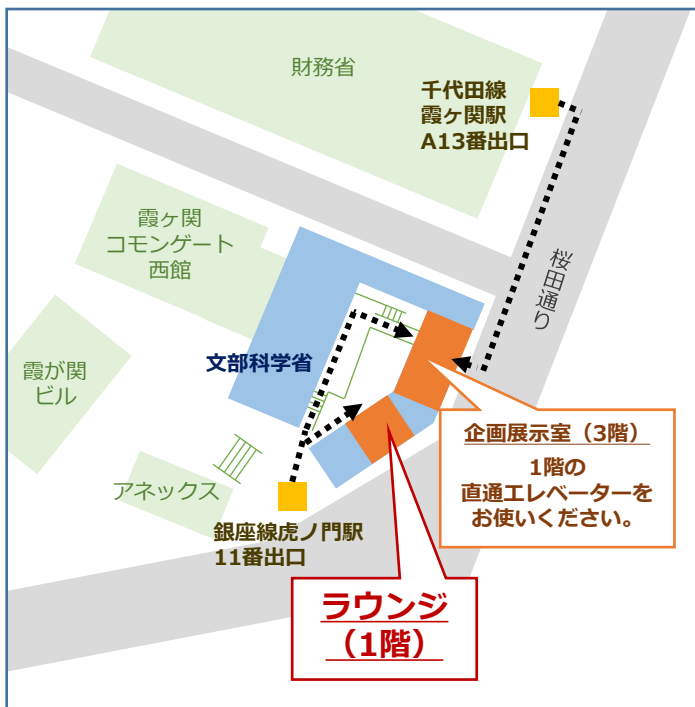 財務省
千代田線
霞ヶ関駅
A13番出口
霞ヶ関
コモンゲート
西館
桜田通り
文部科学省
霞が関
ビル
企画展示室（3階）
1階の
直通エレベーターを
お使いください。
アネックス
銀座線虎ノ門駅
11番出口
ラウンジ
（1階）